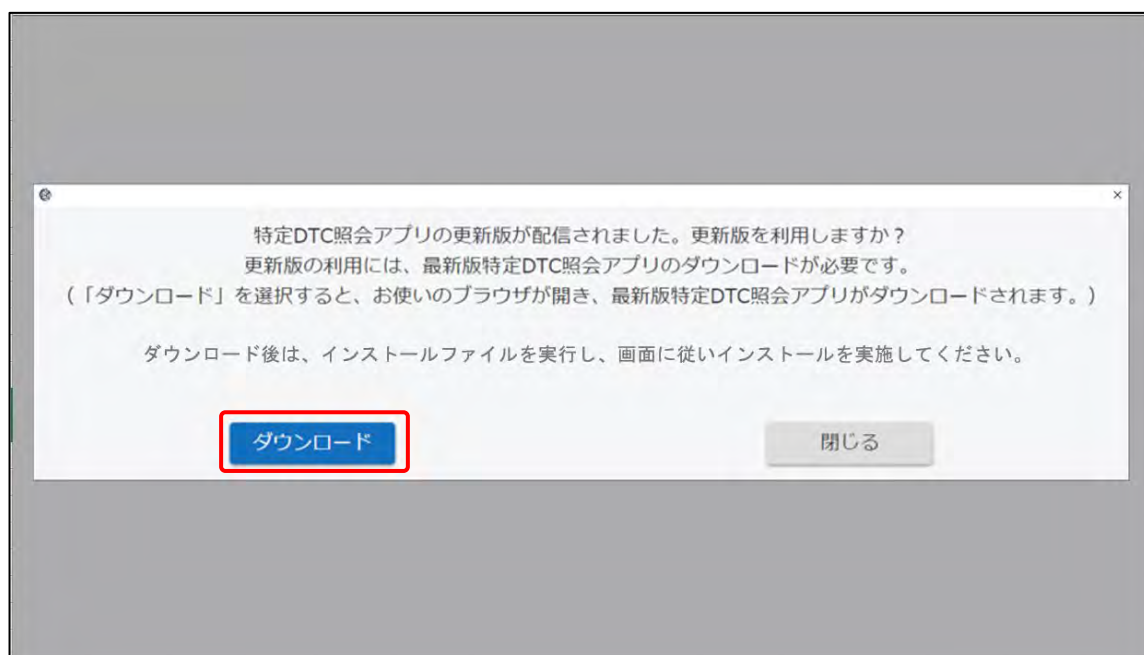 特定DTC照会アプリの更新版が配信されました。更新版を利用しますか？
更新版の利用には、最新版特定DTC照会アプリのダウンロードが必要です。
（「ダウンロード」を選択すると、お使いのブラウザが開き、最新版特定DTC照会アプリがダウンロードされます。）
ダウンロード後は、インストールファイルを実行し、画面に従いインストールを実施してください。
ダウンロード
閉じる